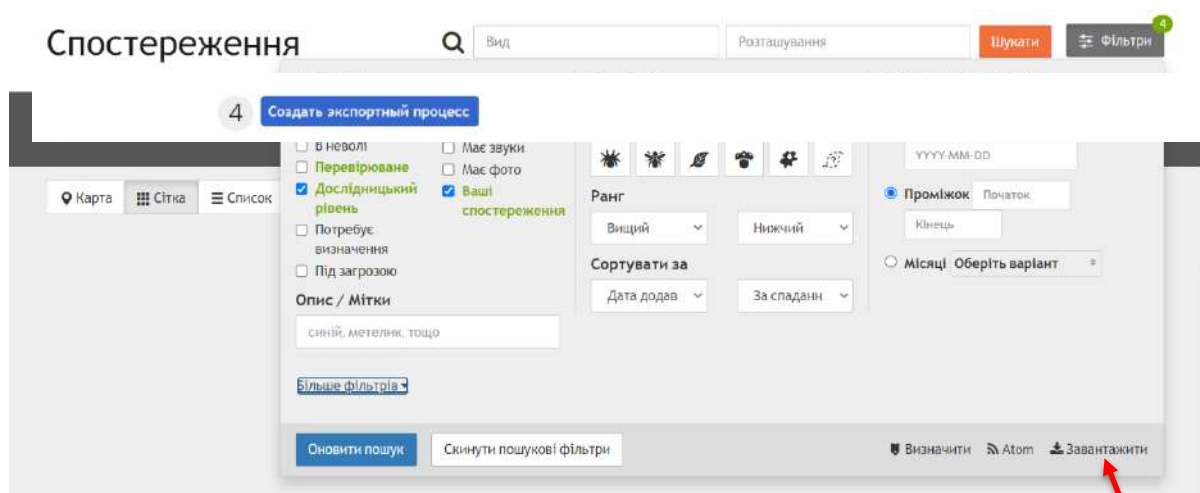 Спостереження
Вид
Розташування
Шукати
Фільтри
4
4 Создать экспортный процесс
В неволі
Має звуки
Перевірюване
Має фото
Дослідницький рівень
Ваші спостереження
Потребує визначення
Під загрозою
Опис / Мітки
синій, метелик, тощо
Більше фільтрів
Ранг
Вищий
Нижчий
Сортувати за
Дата додав
За спаданн
YYYY-MM-DD
Проміжок
Початок
Кінець
Місяці Оберіть варіант
Карта
Сітка
Список
Оновити пошук
Скинути пошукові фільтри
Визначити
Atom
Завантажити